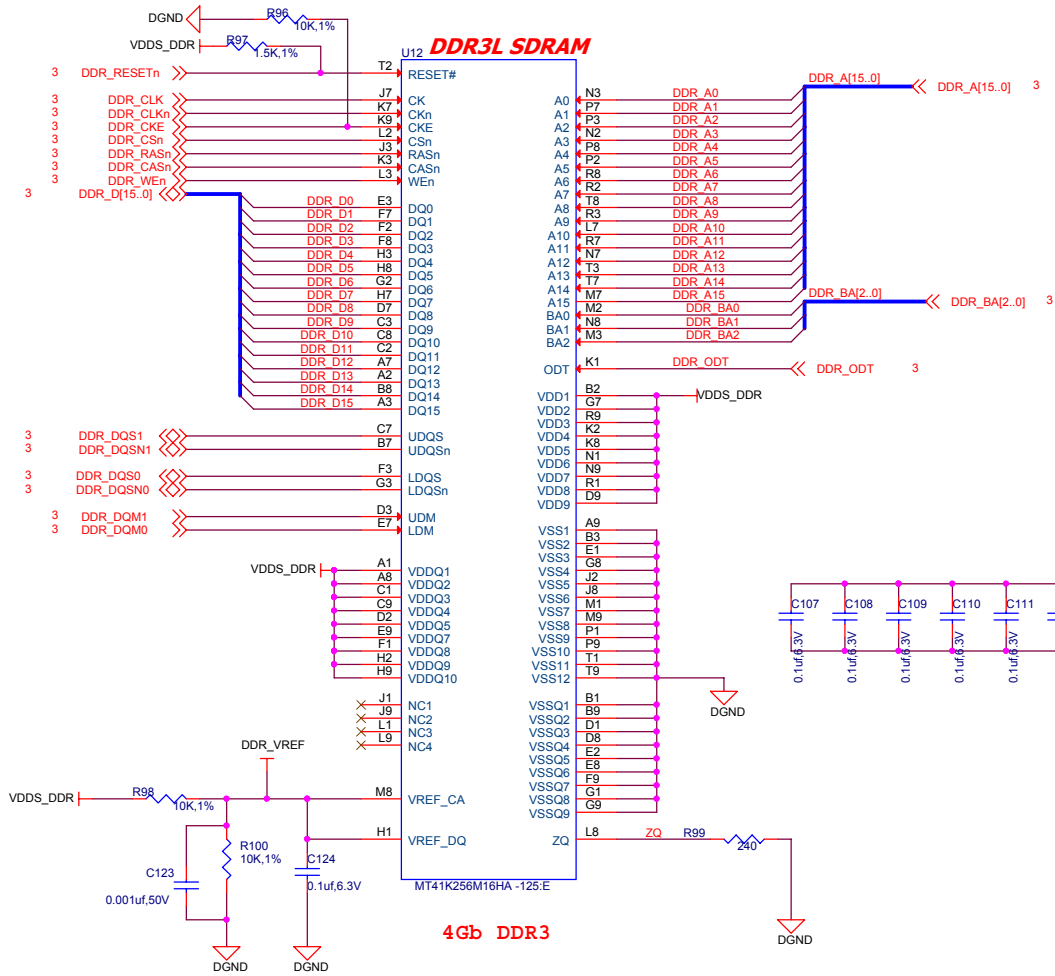 DDR3L SDRAM
U12
DGND
R96
10K,1%
VDDS_DDR
R97
1.5K,1%
3 DDR_RESETn T2 RESET#
3 DDR_CLK J7 CK
3 DDR_CLKn K7 CKn
3 DDR_CKE K9 CKE
3 DDR_CSn L2 CSn
3 DDR_RASn J3 RASn
3 DDR_CASn K3 CASn
3 DDR_WEn L3 WEn
3 DDR_D[15..0]
DDR_D0 E3 DQ0
DDR_D1 F7 DQ1
DDR_D2 F2 DQ2
DDR_D3 F8 DQ3
DDR_D4 H3 DQ4
DDR_D5 H8 DQ5
DDR_D6 G2 DQ6
DDR_D7 H7 DQ7
DDR_D8 D7 DQ8
DDR_D9 C3 DQ9
DDR_D10 C8 DQ10
DDR_D11 C2 DQ11
DDR_D12 A7 DQ12
DDR_D13 A2 DQ13
DDR_D14 B8 DQ14
DDR_D15 A3 DQ15
3 DDR_DQS1 C7 UDQS
3 DDR_DQSN1 B7 UDQSn
3 DDR_DQS0 F3 LDQS
3 DDR_DQSN0 G3 LDQSn
3 DDR_DQM1 D3 UDM
3 DDR_DQM0 E7 LDM
VDDS_DDR
A1 VDDQ1
A8 VDDQ2
C1 VDDQ3
C9 VDDQ4
D2 VDDQ5
E9 VDDQ7
F1 VDDQ8
H2 VDDQ9
H9 VDDQ10
J1 NC1
J9 NC2
L1 NC3
L9 NC4
DDR_VREF
VDDS_DDR
R98
10K,1%
M8 VREF_CA
H1 VREF_DQ
R100
10K,1%
C123
0.001uf,50V
C124
0.1uf,6.3V
DGND
DGND
A0 N3 DDR_A0
A1 P7 DDR_A1
A2 P3 DDR_A2
A3 N2 DDR_A3
A4 P8 DDR_A4
A5 P2 DDR_A5
A6 R8 DDR_A6
A7 R2 DDR_A7
A8 T8 DDR_A8
A9 R3 DDR_A9
A10 L7 DDR_A10
A11 R7 DDR_A11
A12 N7 DDR_A12
A13 T3 DDR_A13
A14 T7 DDR_A14
A15 M7 DDR_A15
DDR_A[15..0]
DDR_A[15..0] 3
BA0 M2 DDR_BA0
BA1 N8 DDR_BA1
BA2 M3 DDR_BA2
DDR_BA[2..0]
DDR_BA[2..0] 3
ODT K1 DDR_ODT
DDR_ODT 3
VDD1 B2
VDDS_DDR
VDD2 G7
VDD3 R9
VDD4 K2
VDD5 K8
VDD6 N1
VDD7 N9
VDD8 R1
VDD9 D9
VSS1 A9
VSS2 B3
VSS3 E1
VSS4 G8
VSS5 J2
VSS6 J8
VSS7 M1
VSS8 M9
VSS9 P1
VSS10 P9
VSS11 T1
VSS12 T9
DGND
VSSQ1 B1
VSSQ2 B9
VSSQ3 D1
VSSQ4 D8
VSSQ5 E2
VSSQ6 E8
VSSQ7 F9
VSSQ8 G1
VSSQ9 G9
ZQ L8 ZQ R99
240
DGND
C107
0.1uf,6.3V
C108
0.1uf,6.3V
C109
0.1uf,6.3V
C110
0.1uf,6.3V
C111
0.1uf,6.3V
MT41K256M16HA -125:E
4Gb DDR3